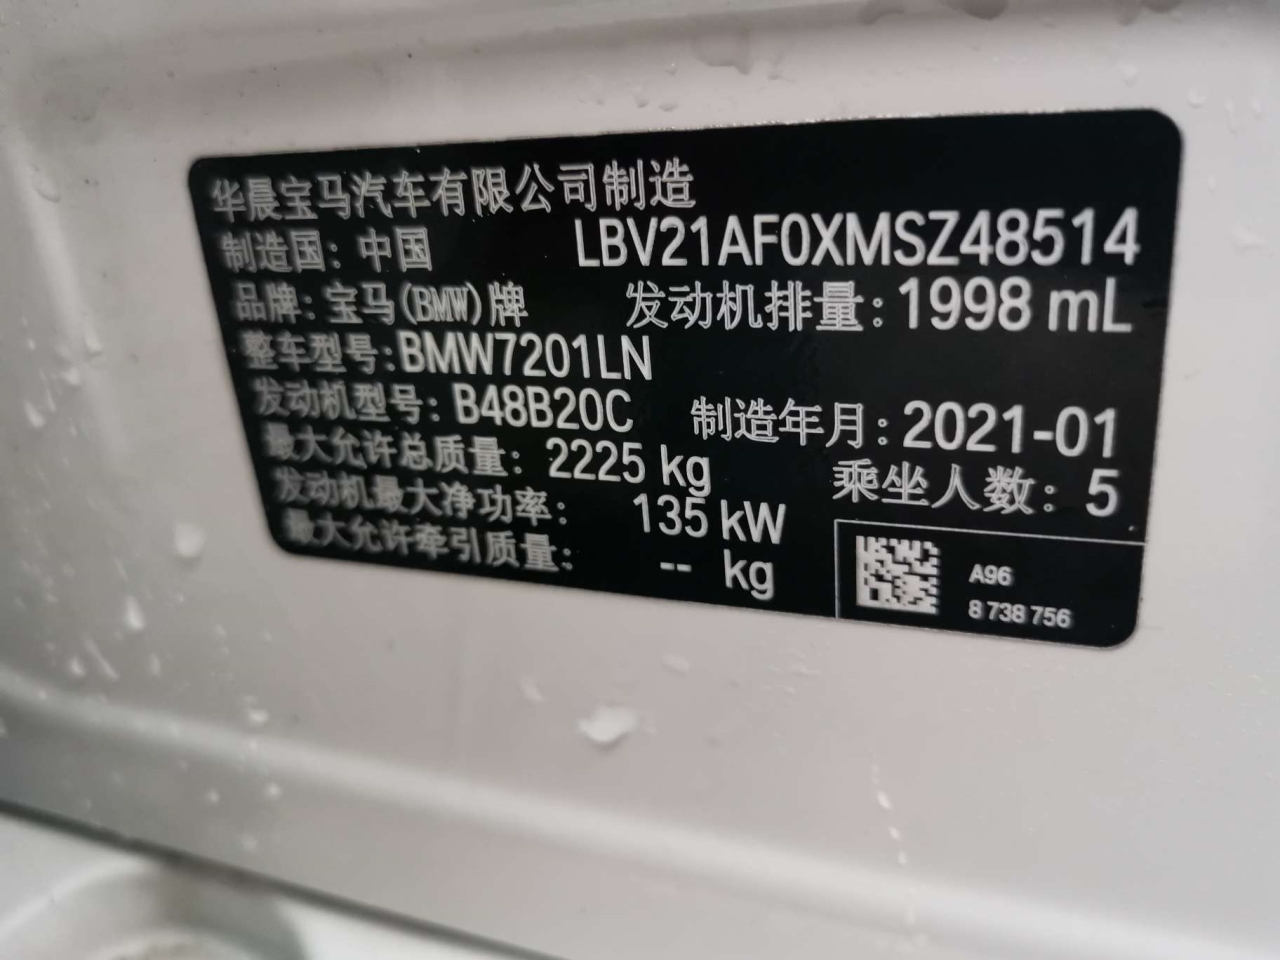 华晨宝马汽车有限公司制造
制造国：中国 LBV21AF0XMSZ48514
品牌：宝马(BMW)牌 发动机排量：1998 mL
整车型号：BMW7201LN
发动机型号：B48B20C 制造年月：2021-01
最大允许总质量：2225 kg 乘坐人数：5
发动机最大净功率：135 kW
最大允许牵引质量：-- kg
A96
8 738 756